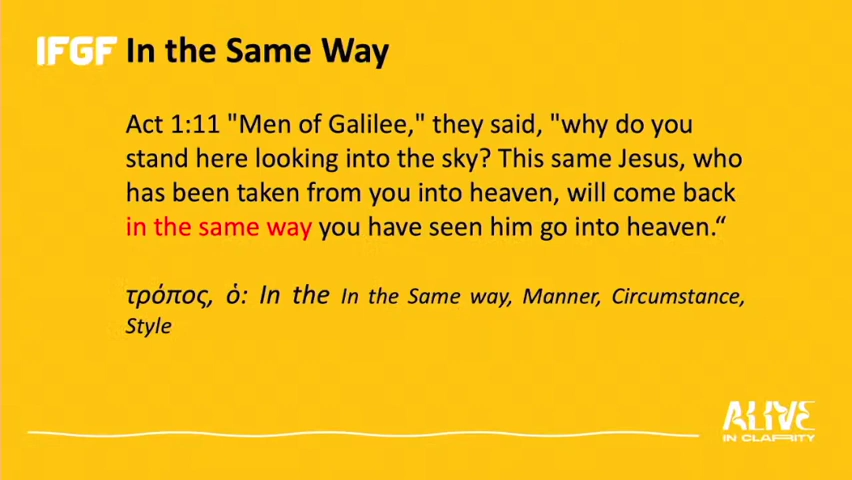 IFGF In the Same Way
Act 1:11 "Men of Galilee," they said, "why do you
stand here looking into the sky? This same Jesus, who
has been taken from you into heaven, will come back
in the same way you have seen him go into heaven.“
τρόπος, ὁ: In the In the Same way, Manner, Circumstance,
Style
ALIVE
IN CLARITY